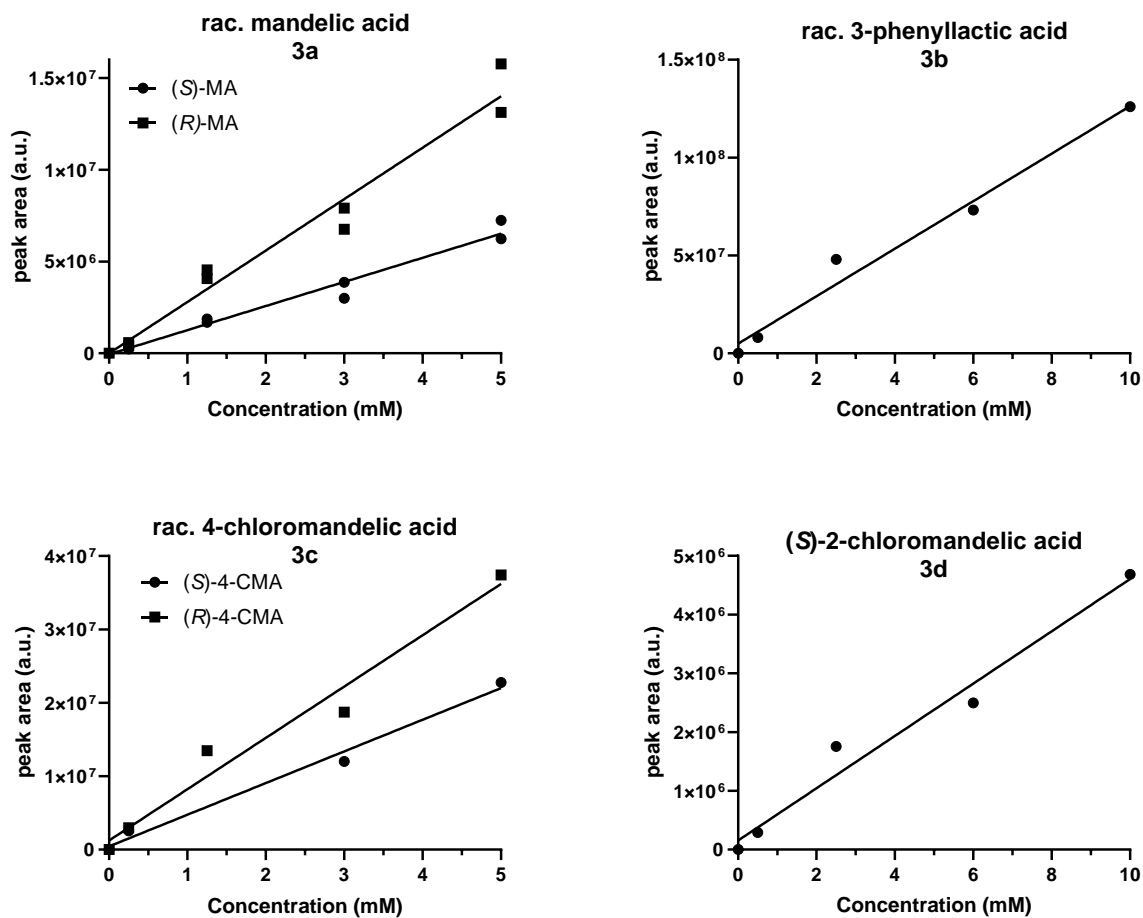 rac. mandelic acid
3a
(S)-MA
(R)-MA
1.5×10⁷
1×10⁷
5×10⁶
0
peak area (a.u.)
0 1 2 3 4 5
Concentration (mM)
rac. 3-phenyllactic acid
3b
1.5×10⁸
1×10⁸
5×10⁷
0
peak area (a.u.)
0 2 4 6 8 10
Concentration (mM)
rac. 4-chloromandelic acid
3c
(S)-4-CMA
(R)-4-CMA
4×10⁷
3×10⁷
2×10⁷
1×10⁷
0
peak area (a.u.)
0 1 2 3 4 5
Concentration (mM)
(S)-2-chloromandelic acid
3d
5×10⁶
4×10⁶
3×10⁶
2×10⁶
1×10⁶
0
peak area (a.u.)
0 2 4 6 8 10
Concentration (mM)